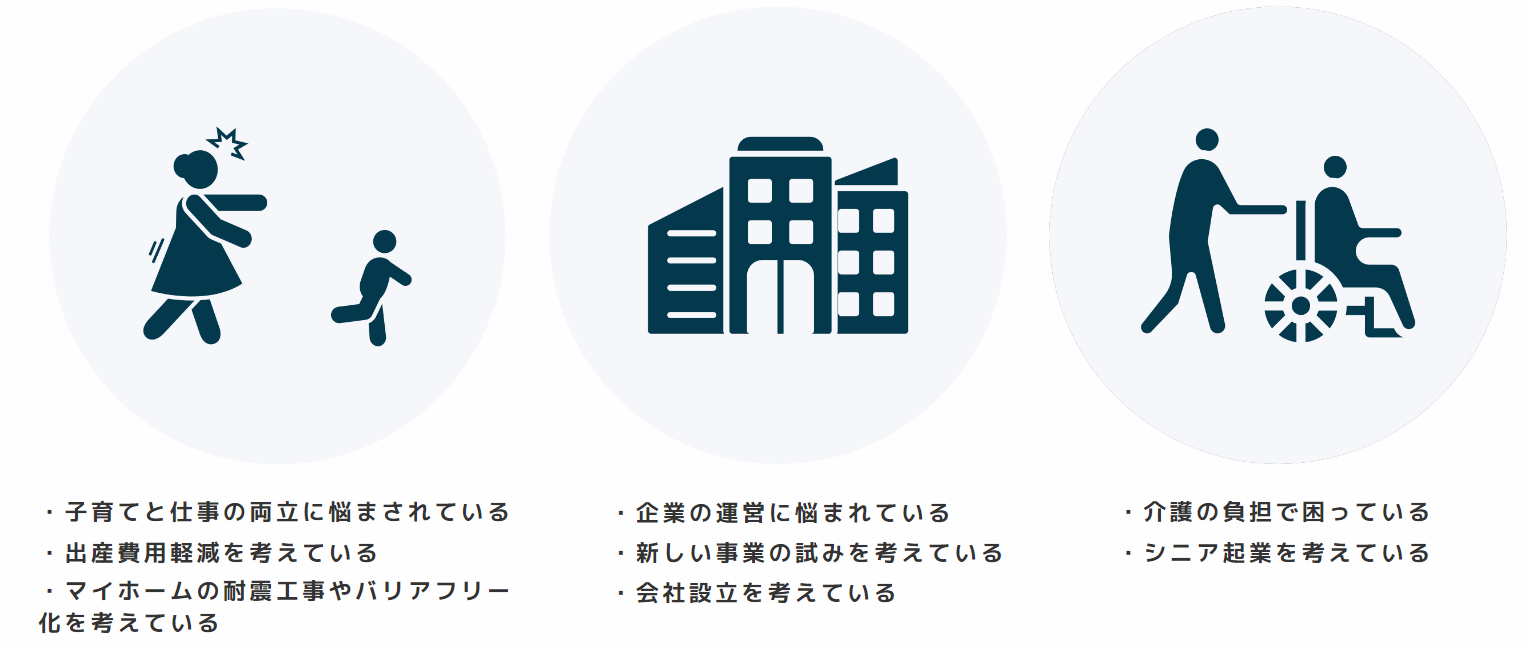 ・子育てと仕事の両立に悩まされている
・出産費用軽減を考えている
・マイホームの耐震工事やバリアフリー
化を考えている
・企業の運営に悩まれている
・新しい事業の試みを考えている
・会社設立を考えている
・介護の負担で困っている
・シニア起業を考えている